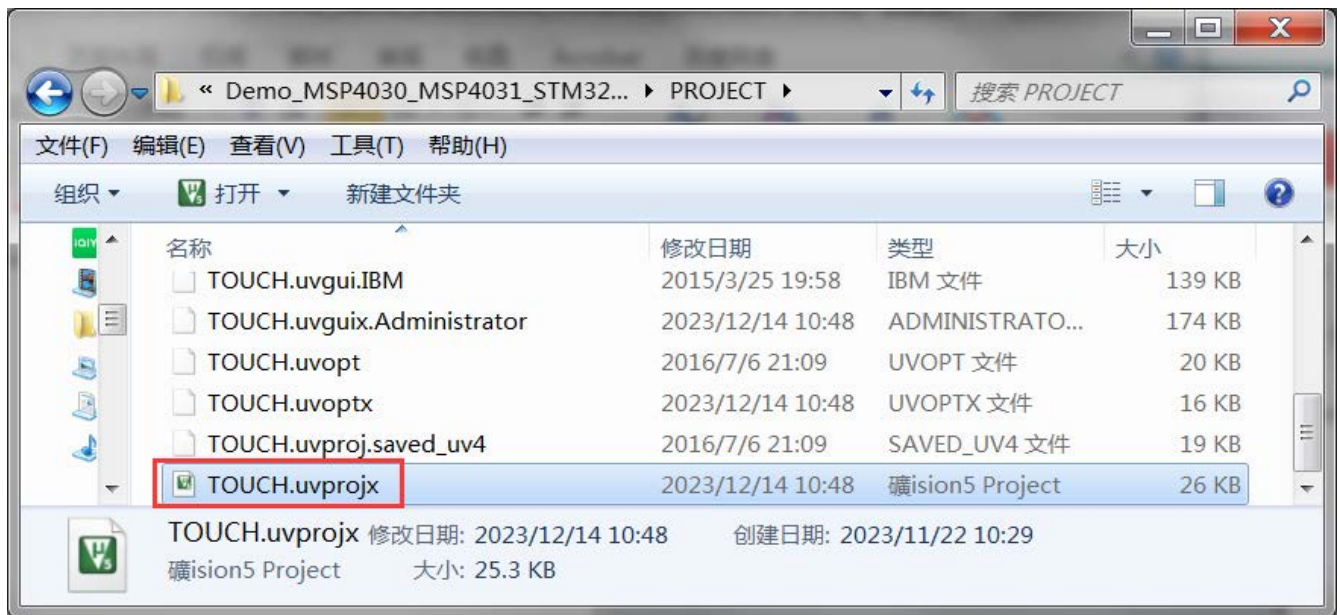 « Demo_MSP4030_MSP4031_STM32... ▸ PROJECT ▸ 搜索 PROJECT
文件(F) 编辑(E) 查看(V) 工具(T) 帮助(H)
组织 打开 新建文件夹
名称 修改日期 类型 大小
TOUCH.uvgui.IBM 2015/3/25 19:58 IBM 文件 139 KB
TOUCH.uvguix.Administrator 2023/12/14 10:48 ADMINISTRATO... 174 KB
TOUCH.uvopt 2016/7/6 21:09 UVOPT 文件 20 KB
TOUCH.uvoptx 2023/12/14 10:48 UVOPTX 文件 16 KB
TOUCH.uvproj.saved_uv4 2016/7/6 21:09 SAVED_UV4 文件 19 KB
TOUCH.uvprojx 2023/12/14 10:48 礦ision5 Project 26 KB
TOUCH.uvprojx 修改日期: 2023/12/14 10:48 创建日期: 2023/11/22 10:29
礦ision5 Project 大小: 25.3 KB